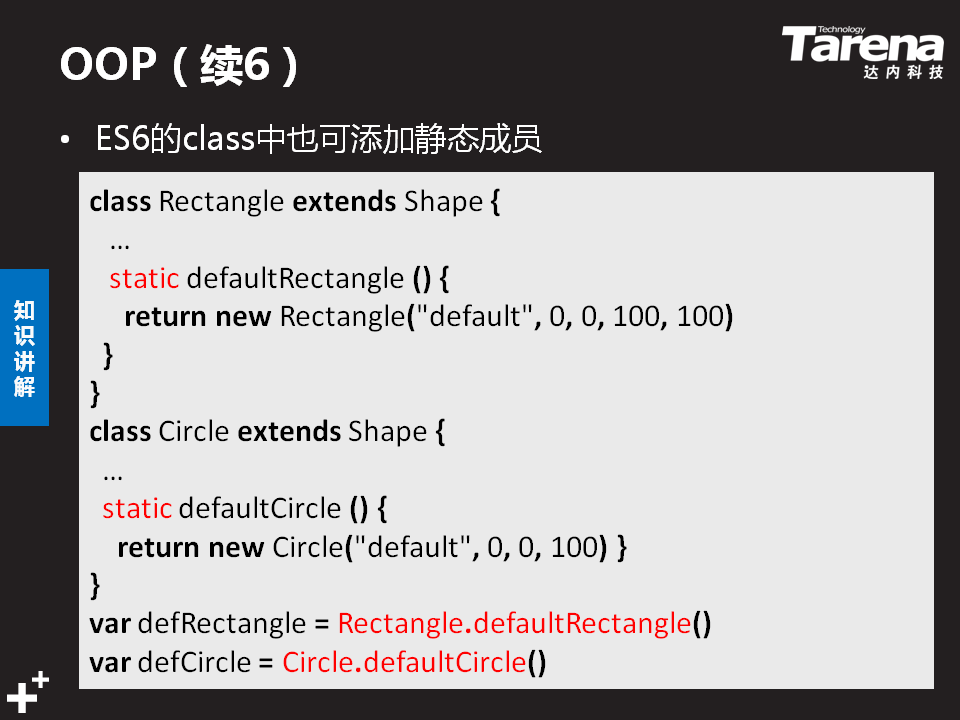 OOP（续6）
Technology
Tarena
达内科技
• ES6的class中也可添加静态成员
知识讲解
class Rectangle extends Shape {
...
static defaultRectangle () {
return new Rectangle("default", 0, 0, 100, 100)
}
}
class Circle extends Shape {
...
static defaultCircle () {
return new Circle("default", 0, 0, 100) }
}
var defRectangle = Rectangle.defaultRectangle()
var defCircle = Circle.defaultCircle()